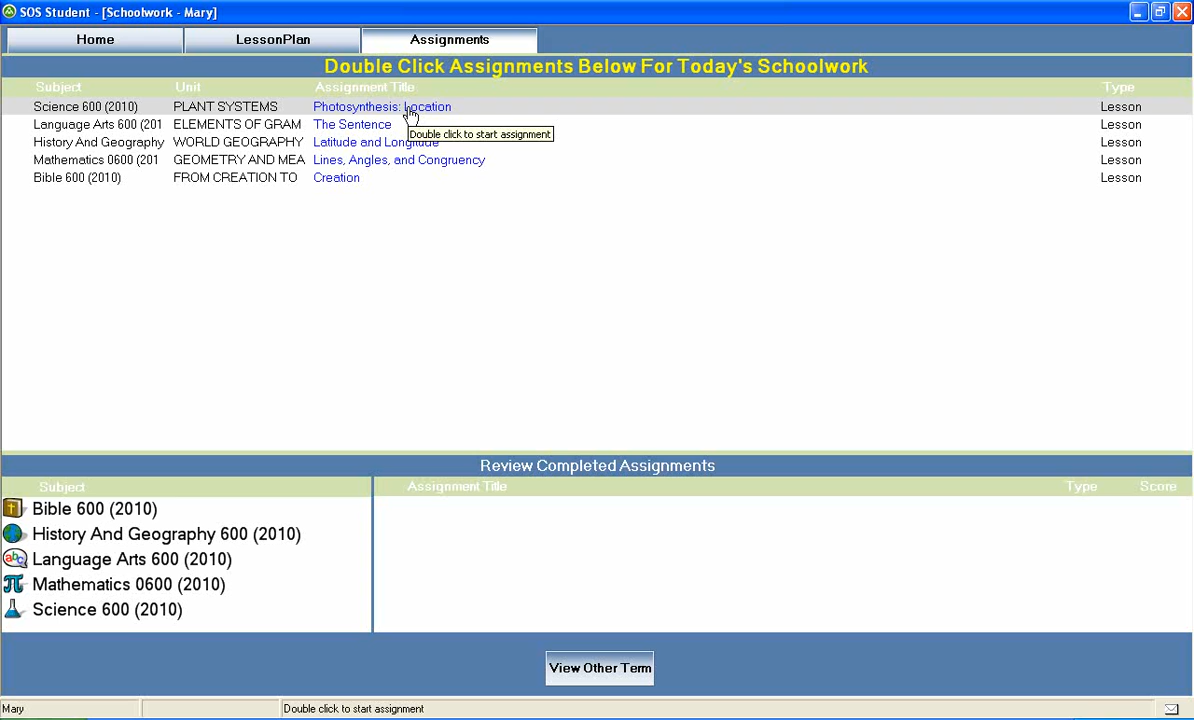 SOS Student - [Schoolwork - Mary]
Home LessonPlan Assignments
Double Click Assignments Below For Today's Schoolwork
Subject Unit Assignment Title Type
Science 600 (2010) PLANT SYSTEMS Photosynthesis: Location Lesson
Language Arts 600 (201 ELEMENTS OF GRAM The Sentence Lesson
Double click to start assignment
History And Geography WORLD GEOGRAPHY Latitude and Longitude Lesson
Mathematics 0600 (201 GEOMETRY AND MEA Lines, Angles, and Congruency Lesson
Bible 600 (2010) FROM CREATION TO Creation Lesson
Review Completed Assignments
Subject Assignment Title Type Score
Bible 600 (2010)
History And Geography 600 (2010)
Language Arts 600 (2010)
Mathematics 0600 (2010)
Science 600 (2010)
View Other Term
Mary Double click to start assignment